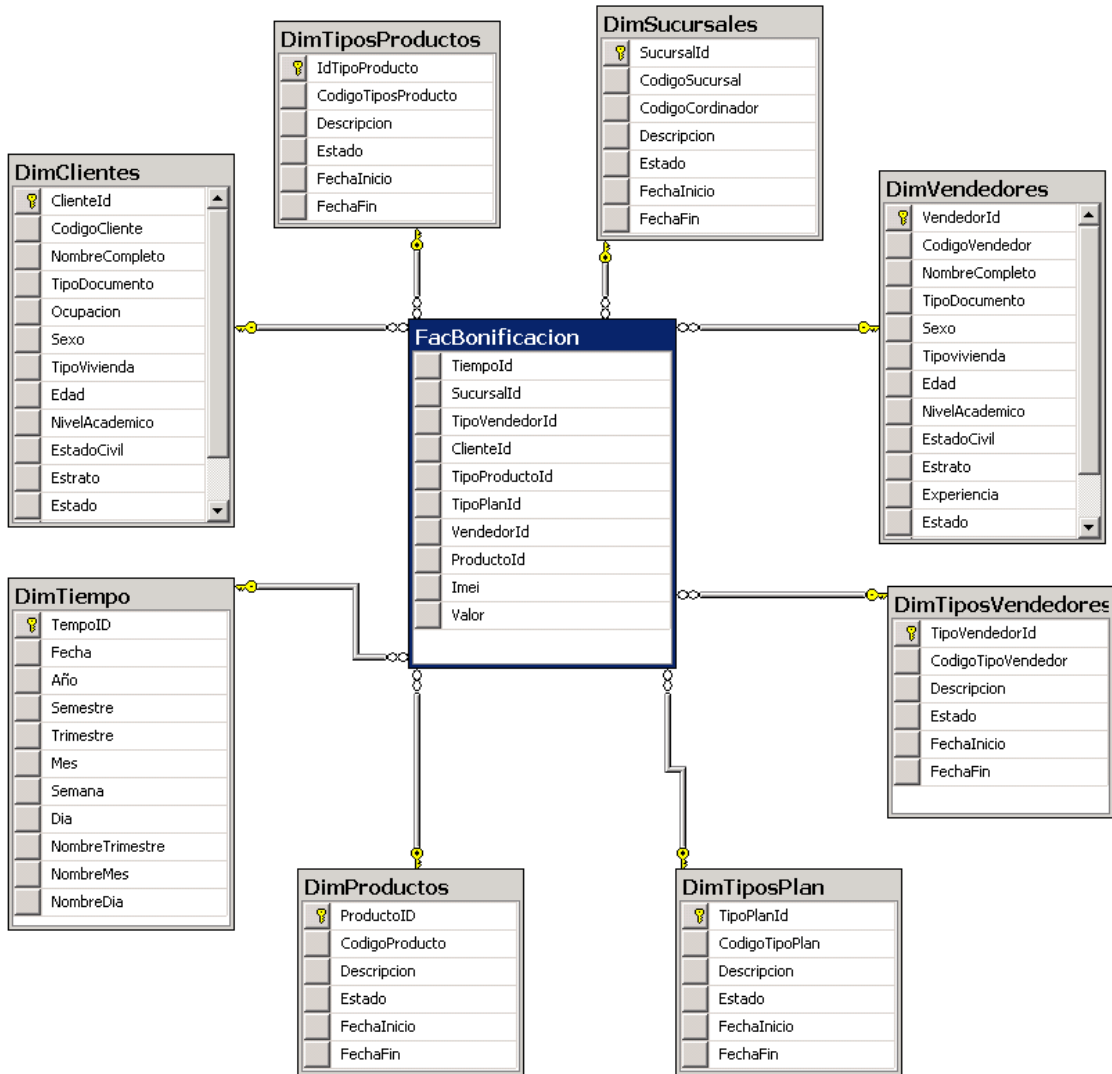 DimTiposProductos
IdTipoProducto
CodigoTiposProducto
Descripcion
Estado
FechaInicio
FechaFin
DimSucursales
SucursalId
CodigoSucursal
CodigoCordinador
Descripcion
Estado
FechaInicio
FechaFin
DimClientes
ClienteId
CodigoCliente
NombreCompleto
TipoDocumento
Ocupacion
Sexo
TipoVivienda
Edad
NivelAcademico
EstadoCivil
Estrato
Estado
DimVendedores
VendedorId
CodigoVendedor
NombreCompleto
TipoDocumento
Sexo
Tipovivienda
Edad
NivelAcademico
EstadoCivil
Estrato
Experiencia
Estado
FacBonificacion
TiempoId
SucursalId
TipoVendedorId
ClienteId
TipoProductoId
TipoPlanId
VendedorId
ProductoId
Imei
Valor
DimTiempo
TempoID
Fecha
Año
Semestre
Trimestre
Mes
Semana
Dia
NombreTrimestre
NombreMes
NombreDia
DimTiposVendedores
TipoVendedorId
CodigoTipoVendedor
Descripcion
Estado
FechaInicio
FechaFin
DimProductos
ProductoID
CodigoProducto
Descripcion
Estado
FechaInicio
FechaFin
DimTiposPlan
TipoPlanId
CodigoTipoPlan
Descripcion
Estado
FechaInicio
FechaFin